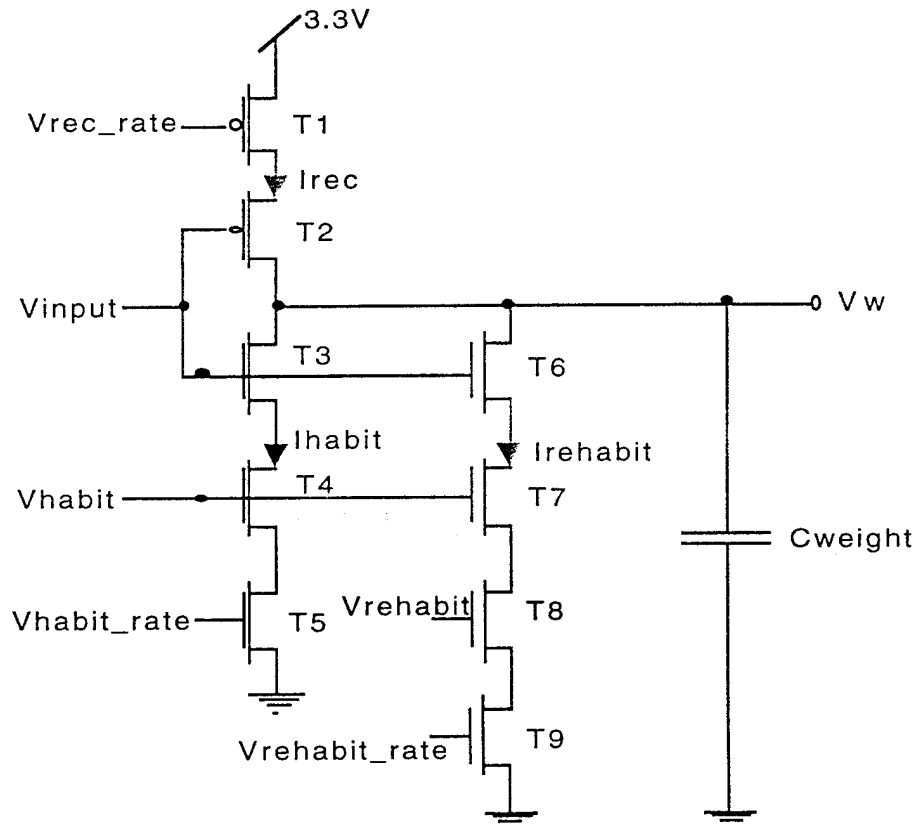 3.3V
Vrec_rate
T1
Irec
T2
Vinput
Vw
T3
T6
Ihabit
Irehabit
Vhabit
T4
T7
Cweight
Vhabit_rate
T5
Vrehabit
T8
Vrehabit_rate
T9